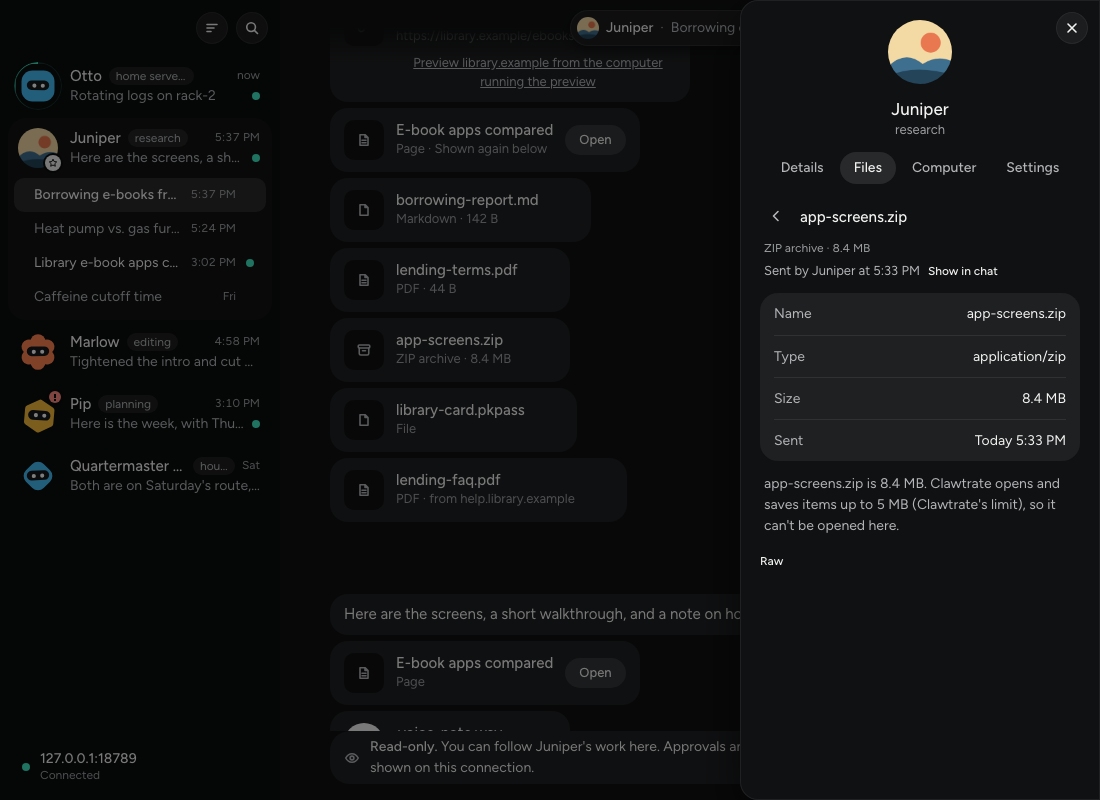 Otto home serve... now
Rotating logs on rack-2
Juniper research 5:37 PM
Here are the screens, a sh...
Borrowing e-books fr... 5:37 PM
Heat pump vs. gas fur... 5:24 PM
Library e-book apps c... 3:02 PM
Caffeine cutoff time Fri
Marlow editing 4:58 PM
Tightened the intro and cut ...
Pip planning 3:10 PM
Here is the week, with Thu...
Quartermaster ... hou... Sat
Both are on Saturday's route,...
127.0.0.1:18789
Connected
Juniper · Borrowing
https://library.example/ebooks
Preview library.example from the computer
running the preview
E-book apps compared
Page · Shown again below
Open
borrowing-report.md
Markdown · 142 B
lending-terms.pdf
PDF · 44 B
app-screens.zip
ZIP archive · 8.4 MB
library-card.pkpass
File
lending-faq.pdf
PDF · from help.library.example
Here are the screens, a short walkthrough, and a note on
E-book apps compared
Page
Open
Read-only. You can follow Juniper's work here. Approvals
shown on this connection.
Juniper
research
Details Files Computer Settings
app-screens.zip
ZIP archive · 8.4 MB
Sent by Juniper at 5:33 PM Show in chat
Name app-screens.zip
Type application/zip
Size 8.4 MB
Sent Today 5:33 PM
app-screens.zip is 8.4 MB. Clawtrate opens and
saves items up to 5 MB (Clawtrate's limit), so it
can't be opened here.
Raw